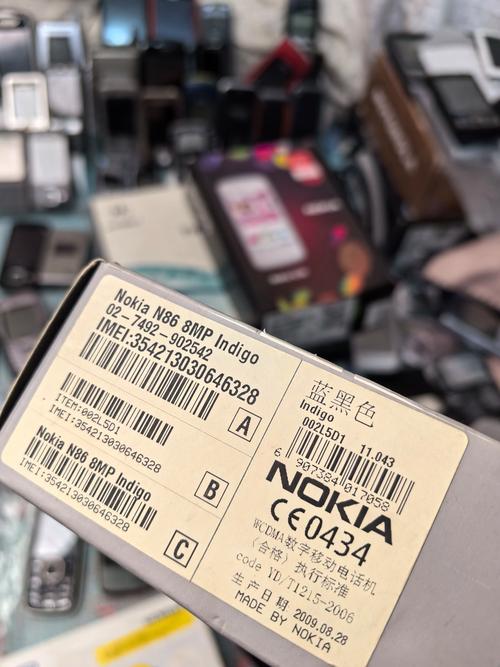 Nokia N86 8MP Indigo
02-7492-902542
IMEI:354213030646328
A
ITEM:002L5D1
IMEI:354213030646328
B
Nokia N86 8MP Indigo
IMEI:354213030646328
C
蓝黑色
Indigo
002L5D1 11.043
6 907384 017058
NOKIA
CE0434
WCDMA数字移动电话机
(合格) 执行标准
code YD/T1215-2006
生产日期 2009.08.28
MADE BY NOKIA